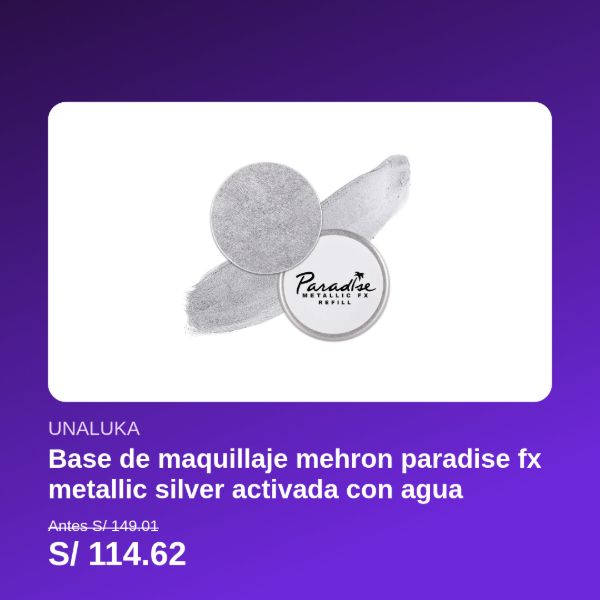 Paradise
METALLIC FX
REFILL
UNALUKA
Base de maquillaje mehron paradise fx
metallic silver activada con agua
Antes S/ 149.01
S/ 114.62